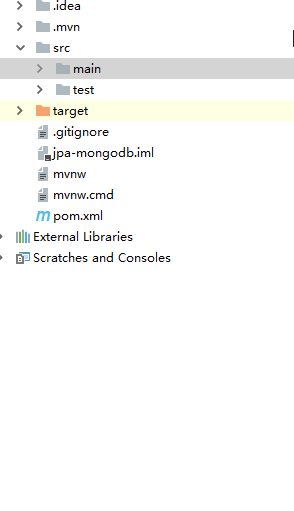 .idea
.mvn
src
main
test
target
.gitignore
jpa-mongodb.iml
mvnw
mvnw.cmd
pom.xml
External Libraries
Scratches and Consoles